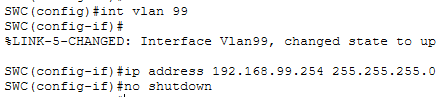 SWC(config)#int vlan 99
SWC(config-if)#
%LINK-5-CHANGED: Interface Vlan99, changed state to up
SWC(config-if)#ip address 192.168.99.254 255.255.255.0
SWC(config-if)#no shutdown